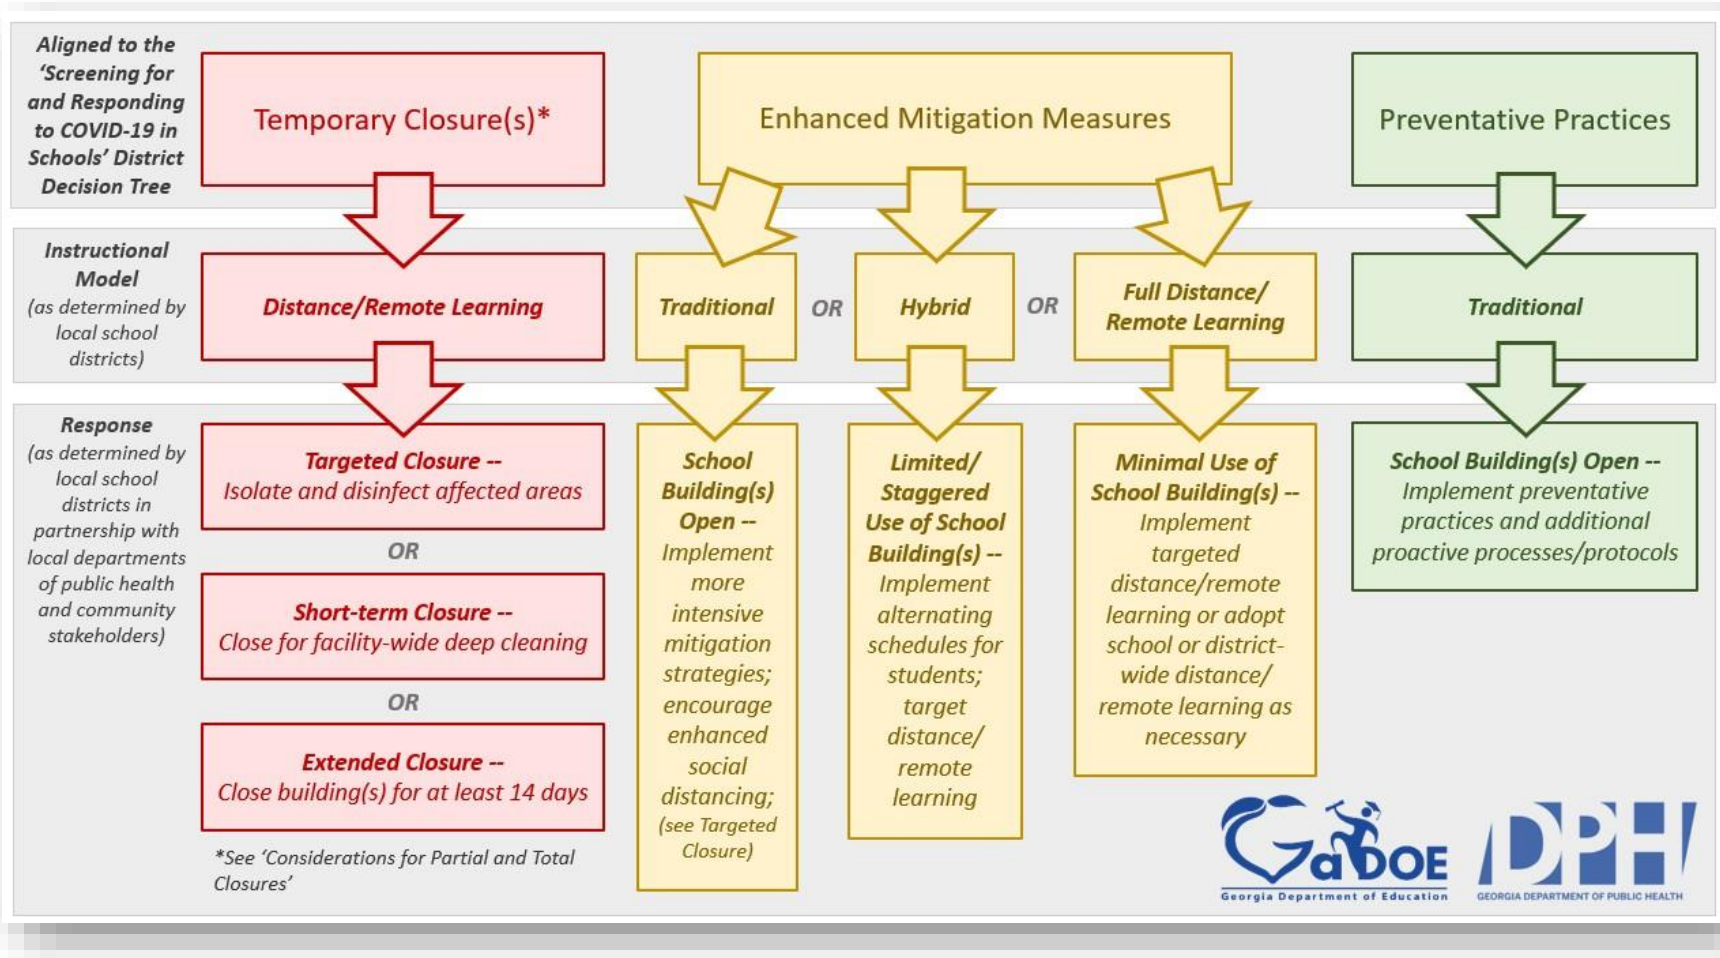 Aligned to the
‘Screening for
and Responding
to COVID-19 in
Schools’ District
Decision Tree
Temporary Closure(s)*
Enhanced Mitigation Measures
Preventative Practices
Instructional
Model
(as determined by
local school
districts)
Distance/Remote Learning
Traditional
OR
Hybrid
OR
Full Distance/
Remote Learning
Traditional
Response
(as determined by
local school
districts in
partnership with
local departments
of public health
and community
stakeholders)
Targeted Closure --
Isolate and disinfect affected areas
OR
Short-term Closure --
Close for facility-wide deep cleaning
OR
Extended Closure --
Close building(s) for at least 14 days
*See ‘Considerations for Partial and Total
Closures’
School
Building(s)
Open --
Implement
more
intensive
mitigation
strategies;
encourage
enhanced
social
distancing;
(see Targeted
Closure)
Limited/
Staggered
Use of School
Building(s) --
Implement
alternating
schedules for
students;
target
distance/
remote
learning
Minimal Use of
School Building(s) --
Implement
targeted
distance/remote
learning or adopt
school or district-
wide distance/
remote learning as
necessary
School Building(s) Open --
Implement preventative
practices and additional
proactive processes/protocols
GaDOE
Georgia Department of Education
DPH
GEORGIA DEPARTMENT OF PUBLIC HEALTH